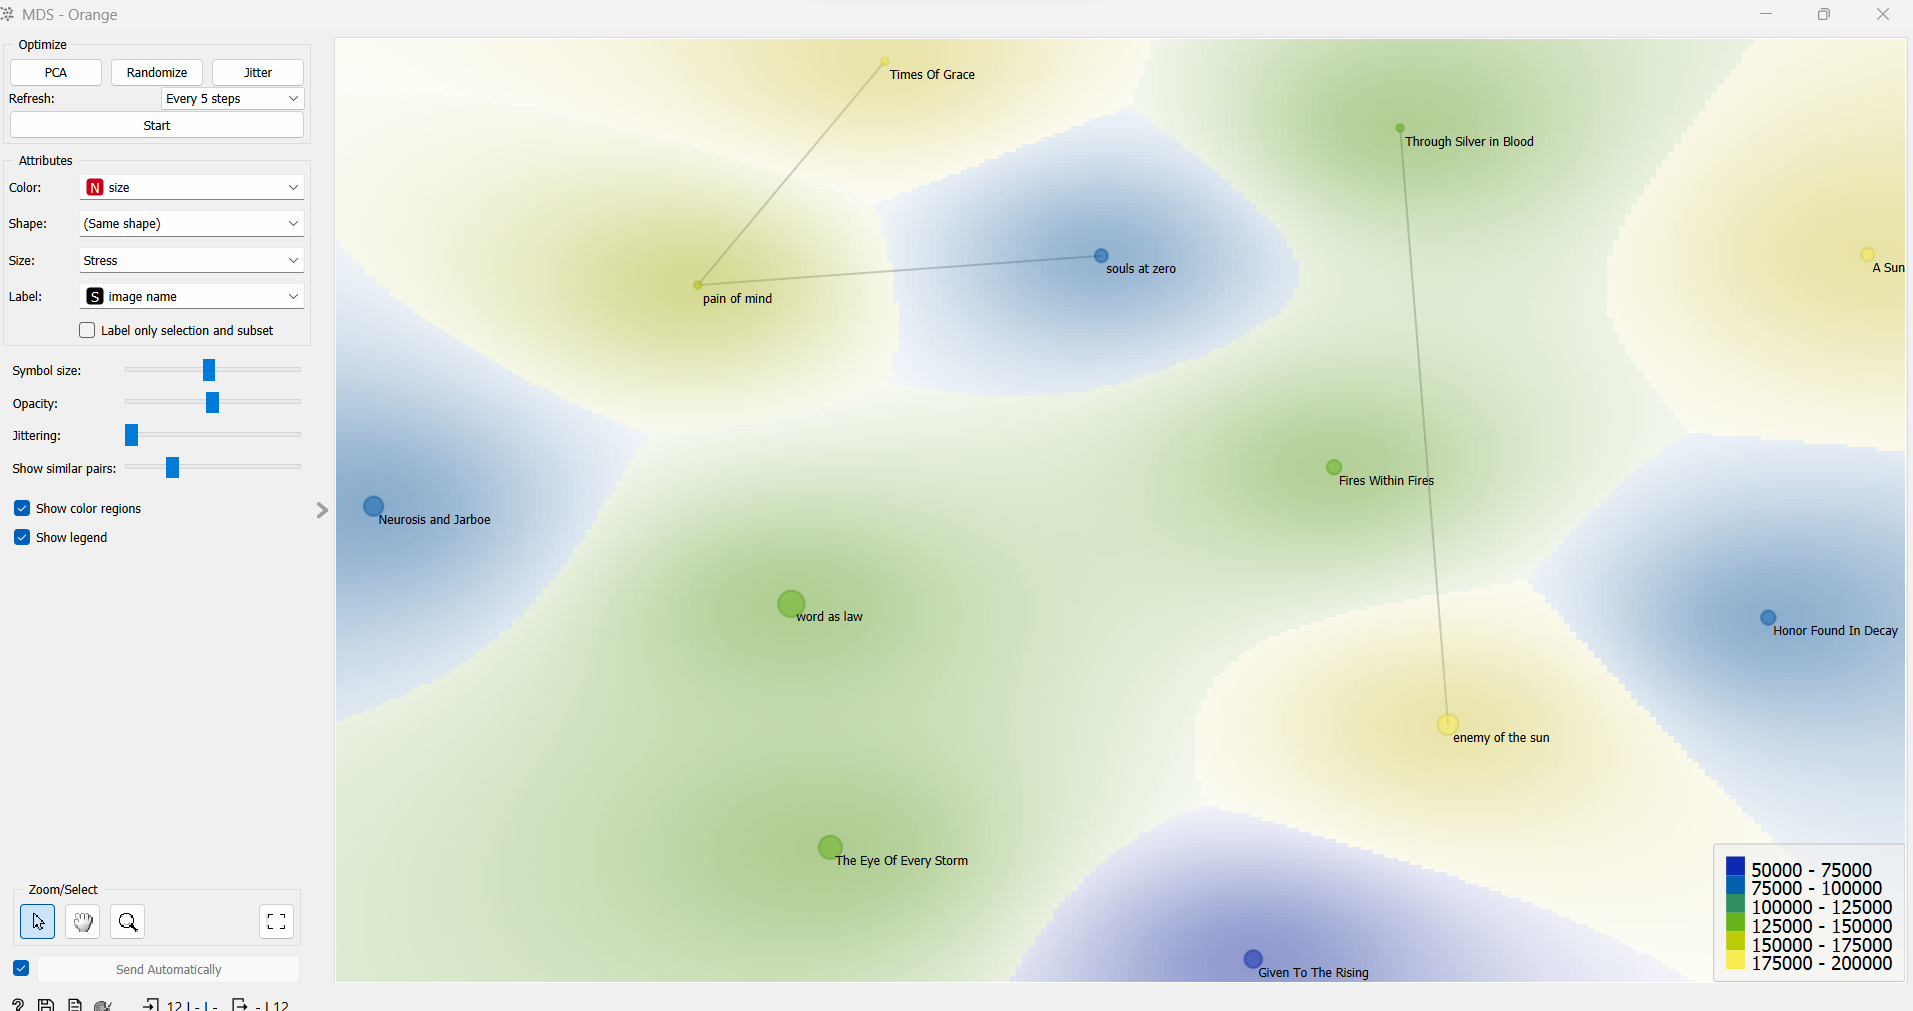 MDS - Orange
Optimize
PCA
Randomize
Jitter
Refresh:
Every 5 steps
Start
Attributes
Color:
N size
Shape:
(Same shape)
Size:
Stress
Label:
S image name
Label only selection and subset
Symbol size:
Opacity:
Jittering:
Show similar pairs:
Show color regions
Show legend
Zoom/Select
Send Automatically
?
12 | - | -
- | 12
Times Of Grace
Through Silver in Blood
souls at zero
A Sun
pain of mind
Fires Within Fires
Neurosis and Jarboe
word as law
Honor Found In Decay
enemy of the sun
The Eye Of Every Storm
Given To The Rising
50000 - 75000
75000 - 100000
100000 - 125000
125000 - 150000
150000 - 175000
175000 - 200000